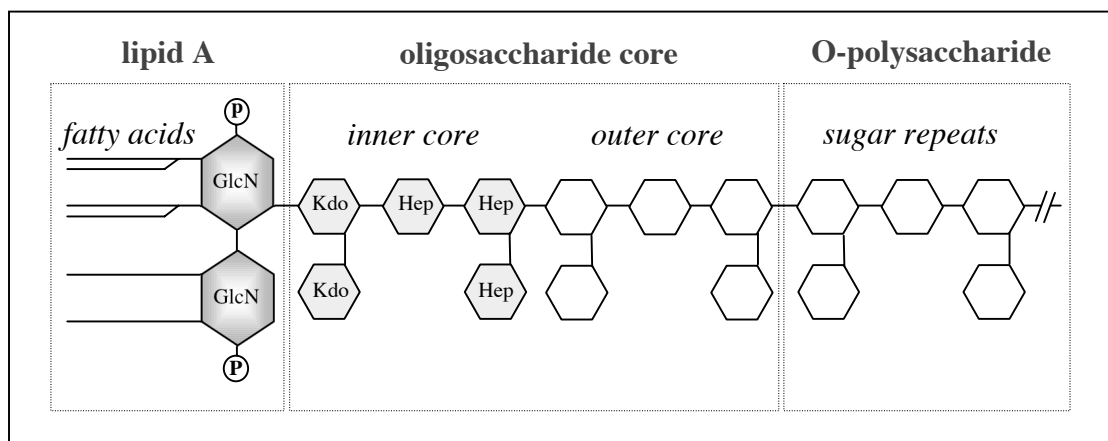 lipid A oligosaccharide core O-polysaccharide
fatty acids inner core outer core sugar repeats
P
GlcN
Kdo Hep Hep
GlcN
Kdo Hep
P